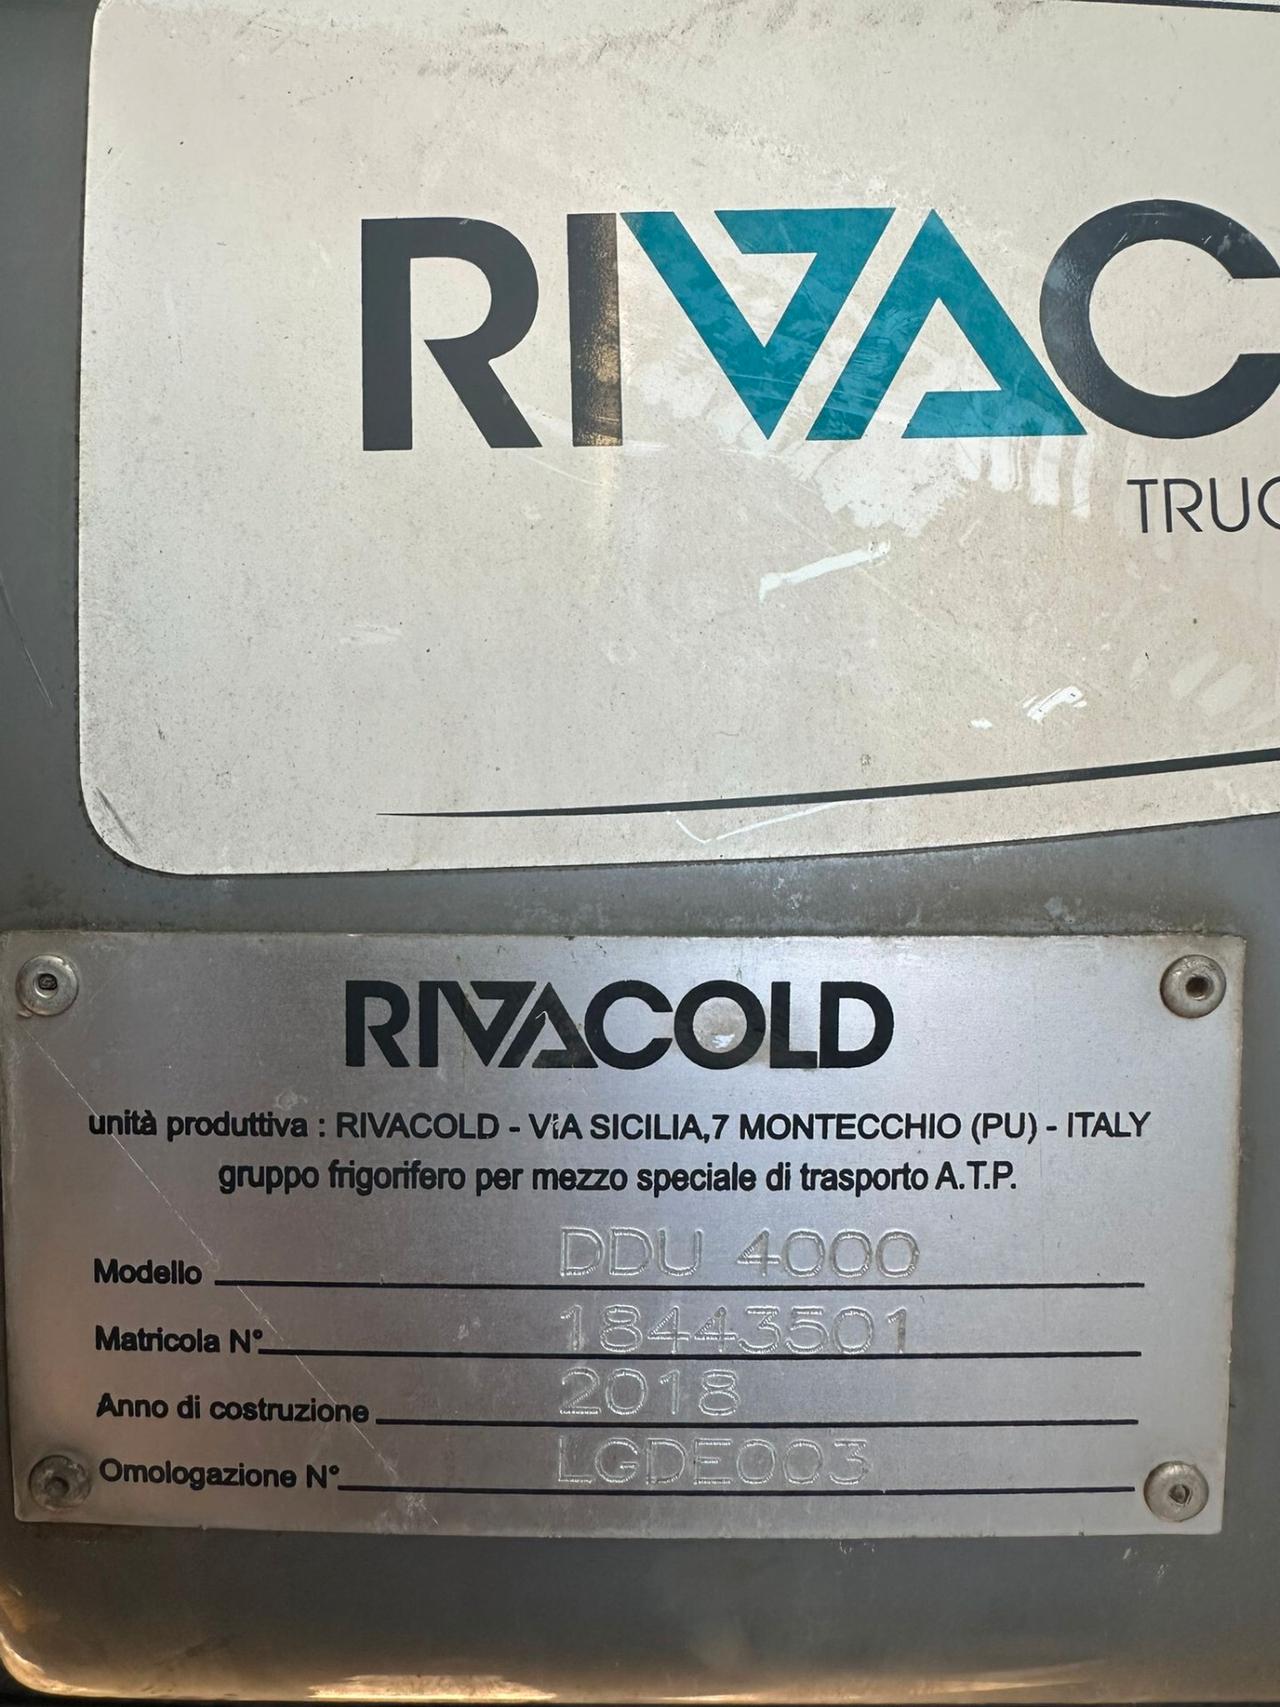 RIVAC
TRUC
RIVACOLD
unità produttiva : RIVACOLD - VIA SICILIA,7 MONTECCHIO (PU) - ITALY
gruppo frigorifero per mezzo speciale di trasporto A.T.P.
Modello DDU 4000
Matricola N° 18443501
Anno di costruzione 2018
Omologazione N° LGDE003